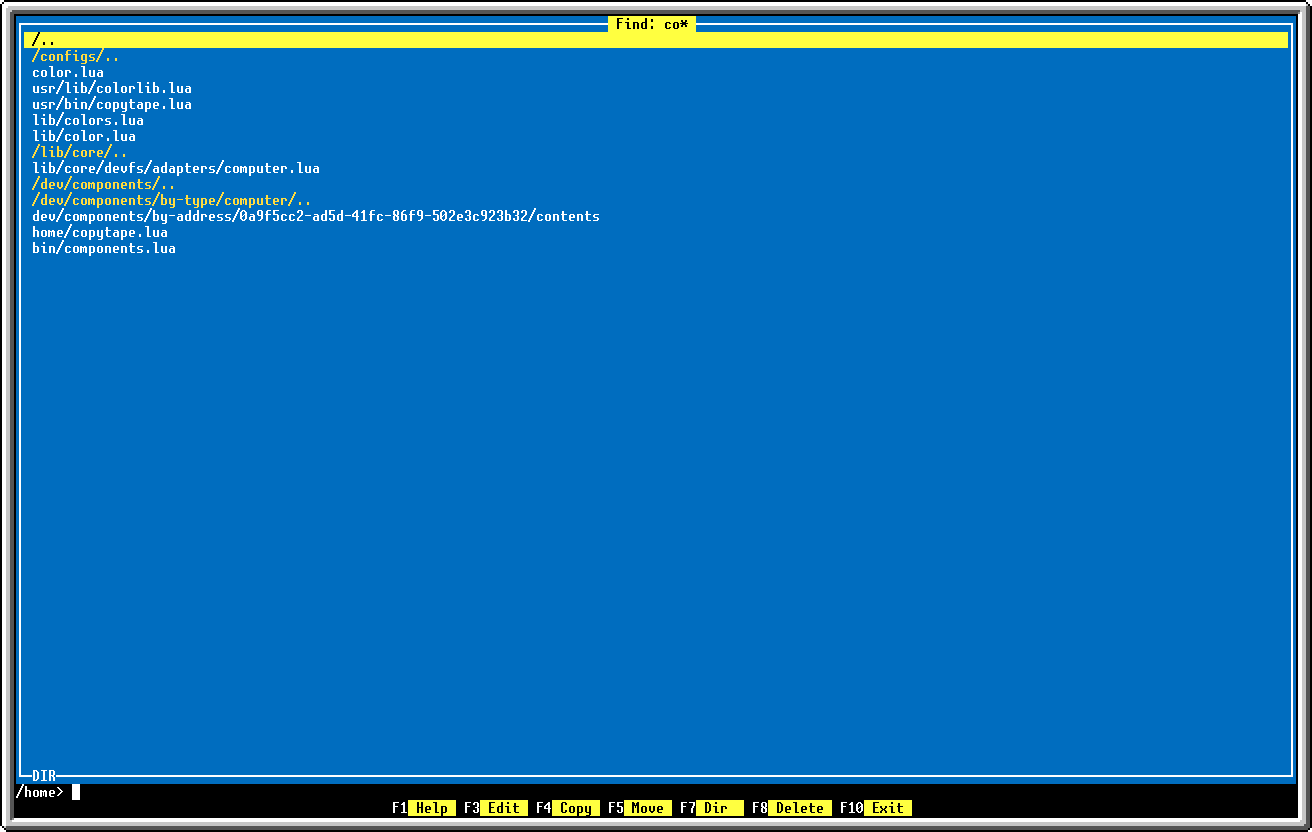 Find: co*
/..
/configs/..
color.lua
usr/lib/colorlib.lua
usr/bin/copytape.lua
lib/colors.lua
lib/color.lua
/lib/core/..
lib/core/devfs/adapters/computer.lua
/dev/components/..
/dev/components/by-type/computer/..
dev/components/by-address/0a9f5cc2-ad5d-41fc-86f9-502e3c923b32/contents
home/copytape.lua
bin/components.lua
DIR
/home>
F1 Help F3 Edit F4 Copy F5 Move F7 Dir F8 Delete F10 Exit